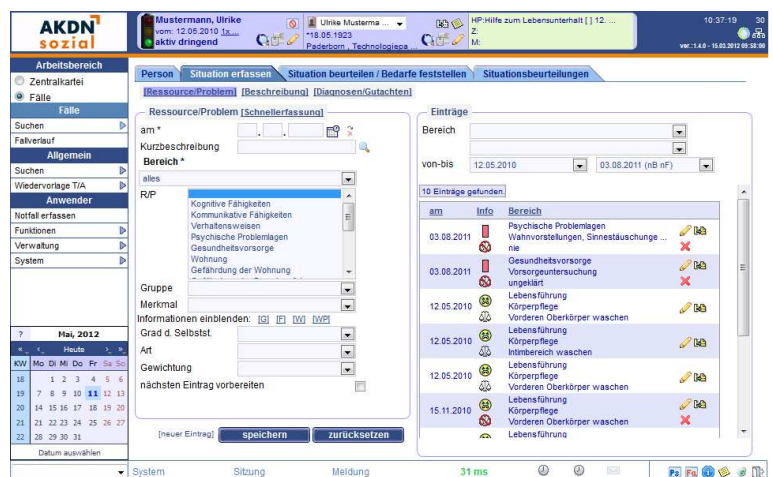 AKDN
sozial
Mustermann, Ulrike
vom: 12.05.2010 1x ...
aktiv dringend
Ulrike Musterma ...
*18.05.1923
Paderborn , Technologiepa ...
HP:Hilfe zum Lebensunterhalt [ ] 12. ...
Z:
M:
10:37:19 30
ver.:1.4.0 - 15.03.2012 09:58:00
Arbeitsbereich
Zentralkartei
Fälle
Fälle
Suchen
Fallverlauf
Allgemein
Suchen
Wiedervorlage T/A
Anwender
Notfall erfassen
Funktionen
Verwaltung
System
? Mai, 2012
« ‹ Heute › »
KW Mo Di Mi Do Fr Sa So
18 1 2 3 4 5 6
19 7 8 9 10 11 12 13
20 14 15 16 17 18 19 20
21 21 22 23 24 25 26 27
22 28 29 30 31
Datum auswählen
Person Situation erfassen Situation beurteilen / Bedarfe feststellen Situationsbeurteilungen
[Ressource/Problem] [Beschreibung] [Diagnosen/Gutachten]
Ressource/Problem [Schnellerfassung]
am * . .
Kurzbeschreibung
Bereich *
alles
R/P
Kognitive Fähigkeiten
Kommunikative Fähigkeiten
Verhaltensweisen
Psychische Problemlagen
Gesundheitsvorsorge
Wohnung
Gefährdung der Wohnung
Gruppe
Merkmal
Informationen einblenden: [G] [F] [W] [WP]
Grad d. Selbstst.
Art
Gewichtung
nächsten Eintrag vorbereiten
[neuer Eintrag] speichern zurücksetzen
Einträge
Bereich
von-bis 12.05.2010 03.08.2011 (nB nF)
10 Einträge gefunden.
am Info Bereich
03.08.2011 Psychische Problemlagen
Wahnvorstellungen, Sinnestäuschunge ...
nie
03.08.2011 Gesundheitsvorsorge
Vorsorgeuntersuchung
ungeklärt
12.05.2010 Lebensführung
Körperpflege
Vorderen Oberkörper waschen
12.05.2010 Lebensführung
Körperpflege
Intimbereich waschen
12.05.2010 Lebensführung
Körperpflege
Vorderen Oberkörper waschen
15.11.2010 Lebensführung
Körperpflege
Vorderen Oberkörper waschen
Lebensführung
System Sitzung Meldung 31 ms